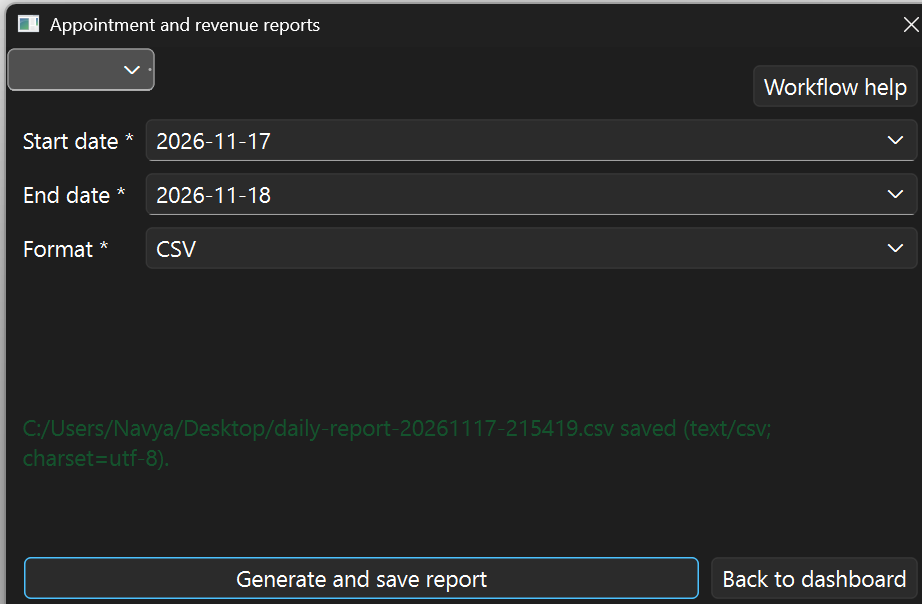 Appointment and revenue reports
Workflow help
Start date * 2026-11-17
End date * 2026-11-18
Format * CSV
C:/Users/Navya/Desktop/daily-report-20261117-215419.csv saved (text/csv;
charset=utf-8).
Generate and save report Back to dashboard